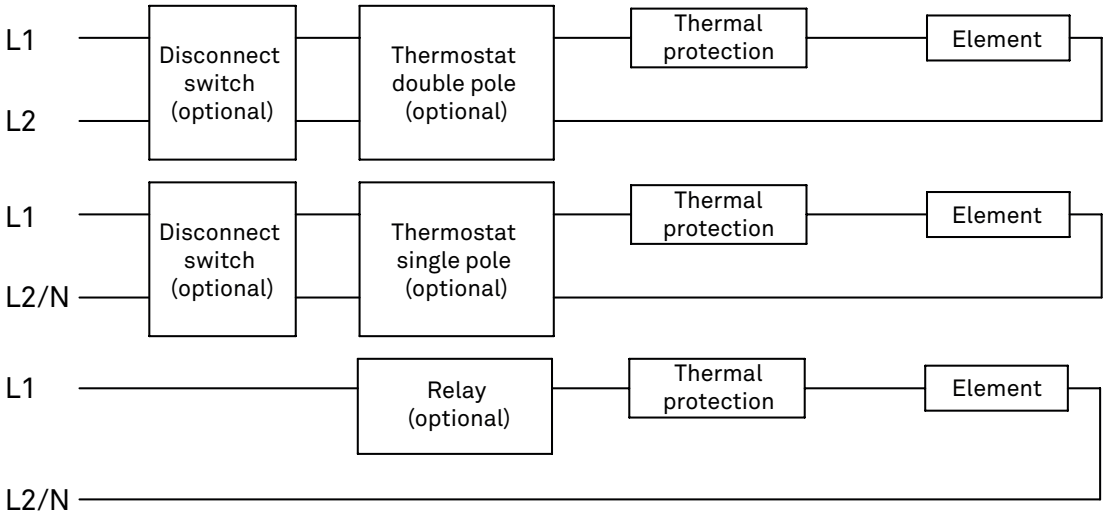 L1
Disconnect
switch
(optional)
Thermostat
double pole
(optional)
Thermal
protection
Element
L2
L1
Disconnect
switch
(optional)
Thermostat
single pole
(optional)
Thermal
protection
Element
L2/N
L1
Relay
(optional)
Thermal
protection
Element
L2/N